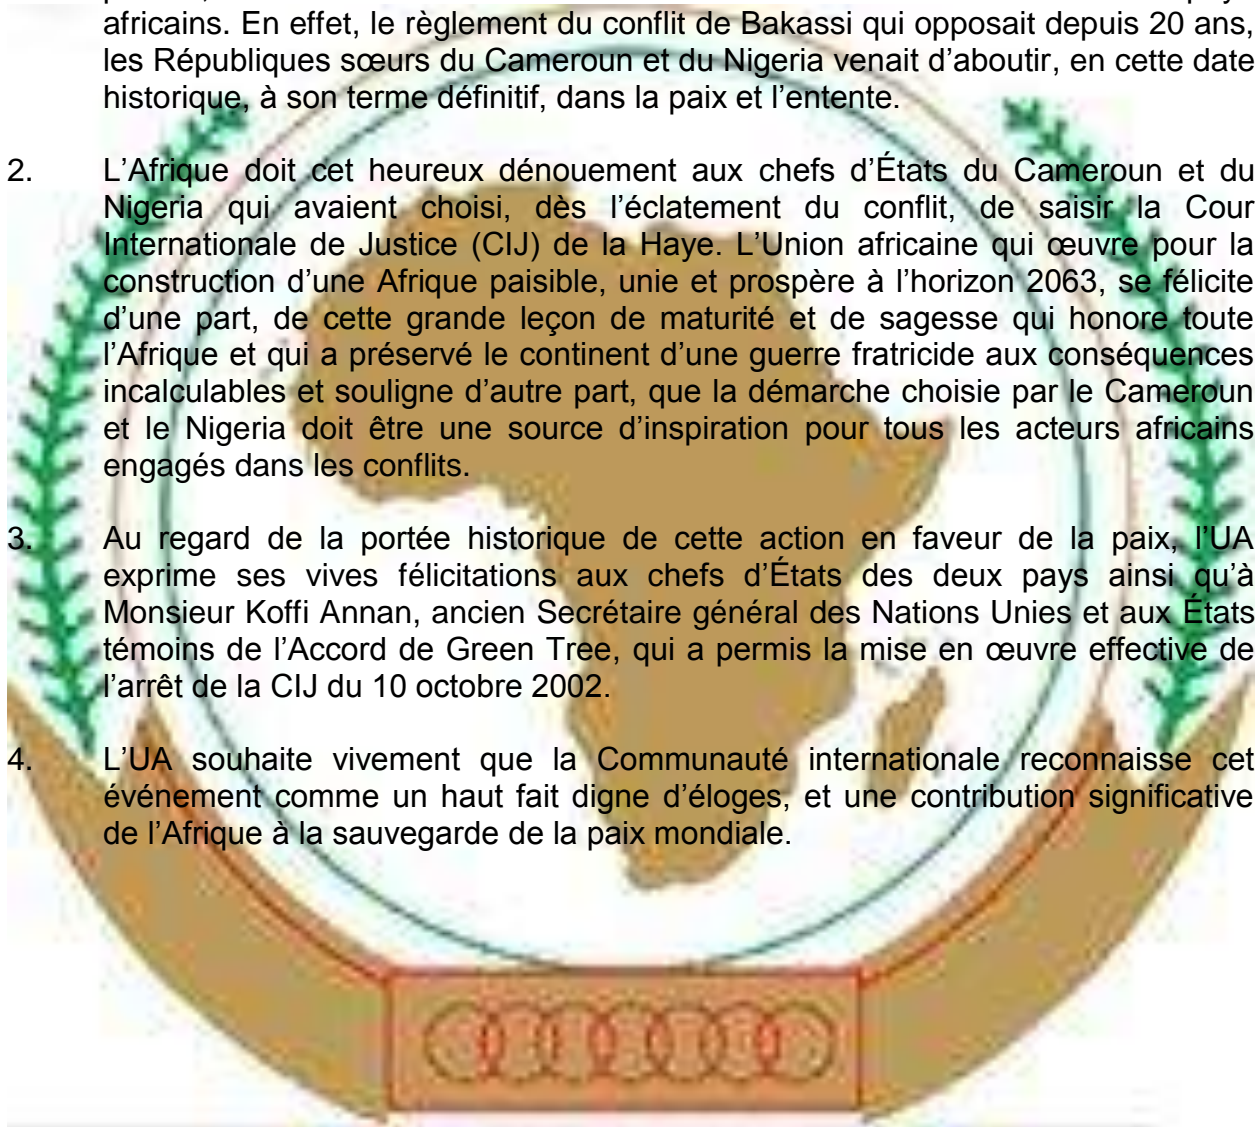 africains. En effet, le règlement du conflit de Bakassi qui opposait depuis 20 ans,
les Républiques sœurs du Cameroun et du Nigeria venait d’aboutir, en cette date
historique, à son terme définitif, dans la paix et l’entente.
2. L’Afrique doit cet heureux dénouement aux chefs d’États du Cameroun et du
Nigeria qui avaient choisi, dès l’éclatement du conflit, de saisir la Cour
Internationale de Justice (CIJ) de la Haye. L’Union africaine qui œuvre pour la
construction d’une Afrique paisible, unie et prospère à l’horizon 2063, se félicite
d’une part, de cette grande leçon de maturité et de sagesse qui honore toute
l’Afrique et qui a préservé le continent d’une guerre fratricide aux conséquences
incalculables et souligne d’autre part, que la démarche choisie par le Cameroun
et le Nigeria doit être une source d’inspiration pour tous les acteurs africains
engagés dans les conflits.
3. Au regard de la portée historique de cette action en faveur de la paix, l’UA
exprime ses vives félicitations aux chefs d’États des deux pays ainsi qu’à
Monsieur Koffi Annan, ancien Secrétaire général des Nations Unies et aux États
témoins de l’Accord de Green Tree, qui a permis la mise en œuvre effective de
l’arrêt de la CIJ du 10 octobre 2002.
4. L’UA souhaite vivement que la Communauté internationale reconnaisse cet
événement comme un haut fait digne d’éloges, et une contribution significative
de l’Afrique à la sauvegarde de la paix mondiale.